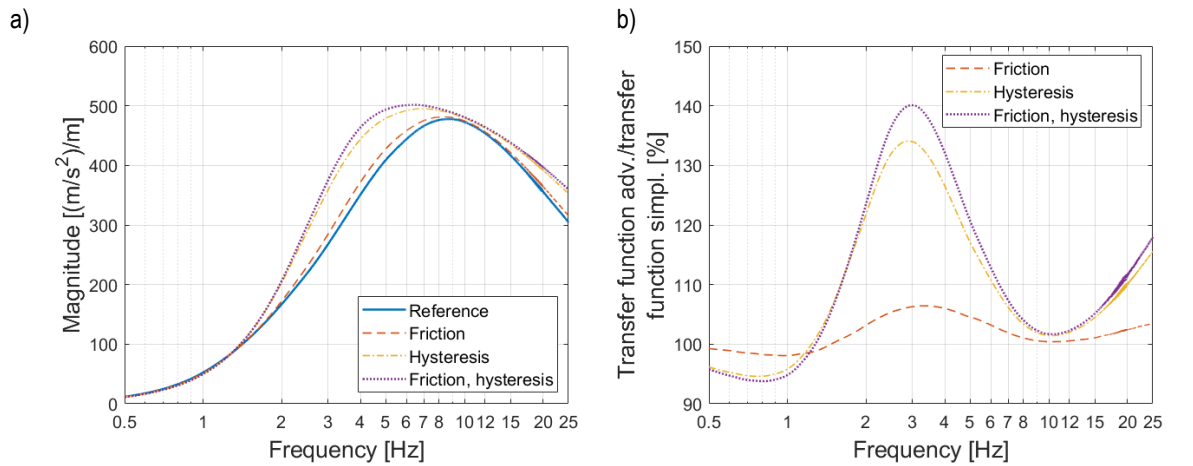 a)
600
500
400
300
200
100
0
Magnitude [(m/s²)/m]
Reference
Friction
Hysteresis
Friction, hysteresis
0.5 1 2 3 4 5 6 7 8 10 12 15 20 25
Frequency [Hz]
b)
150
140
130
120
110
100
90
Transfer function adv./transfer
function simpl. [%]
Friction
Hysteresis
Friction, hysteresis
0.5 1 2 3 4 5 6 7 8 10 12 15 20 25
Frequency [Hz]